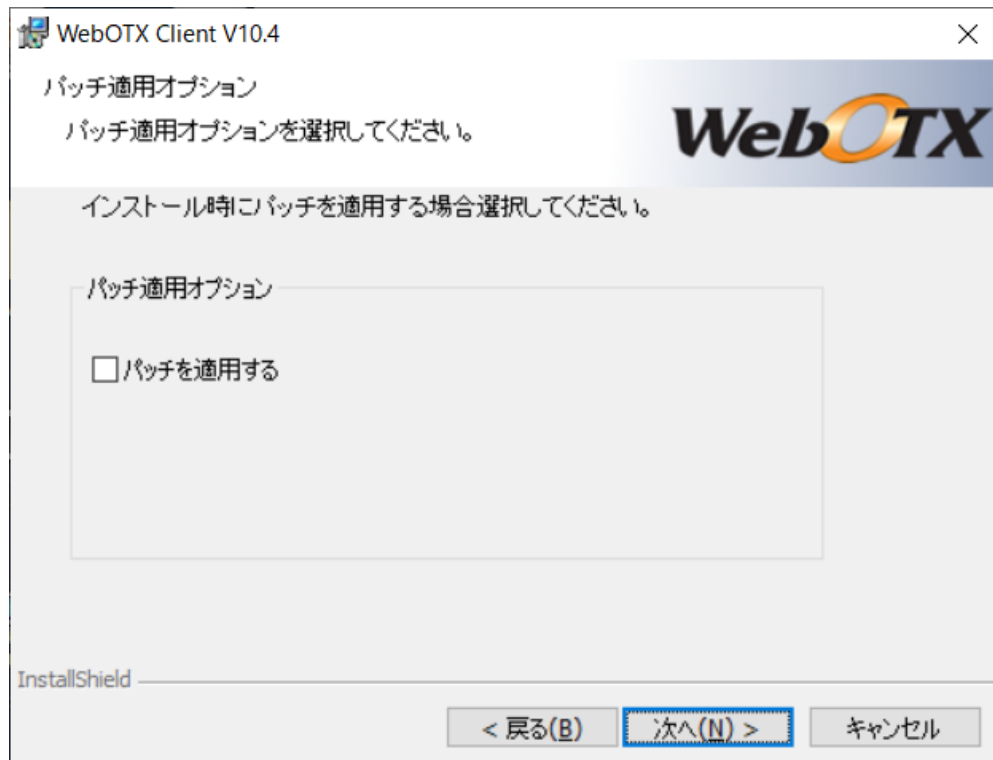 WebOTX Client V10.4
パッチ適用オプション
パッチ適用オプションを選択してください。
WebOTX
インストール時にパッチを適用する場合選択してください。
パッチ適用オプション
パッチを適用する
InstallShield
< 戻る(B)
次へ(N) >
キャンセル